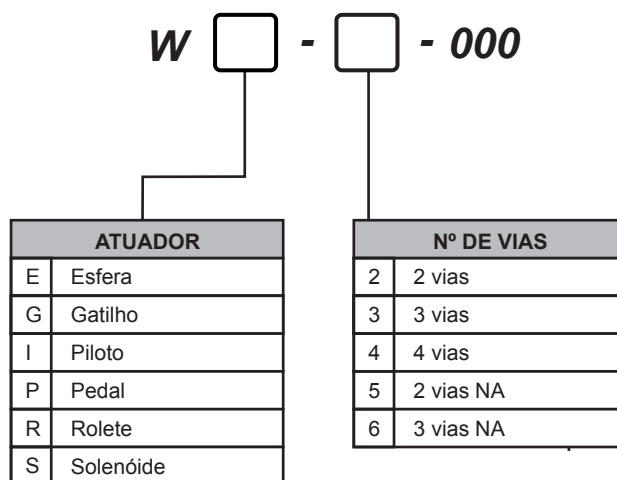 W - - 000
ATUADOR
E Esfera
G Gatilho
I Piloto
P Pedal
R Rolete
S Solenóide
Nº DE VIAS
2 2 vias
3 3 vias
4 4 vias
5 2 vias NA
6 3 vias NA